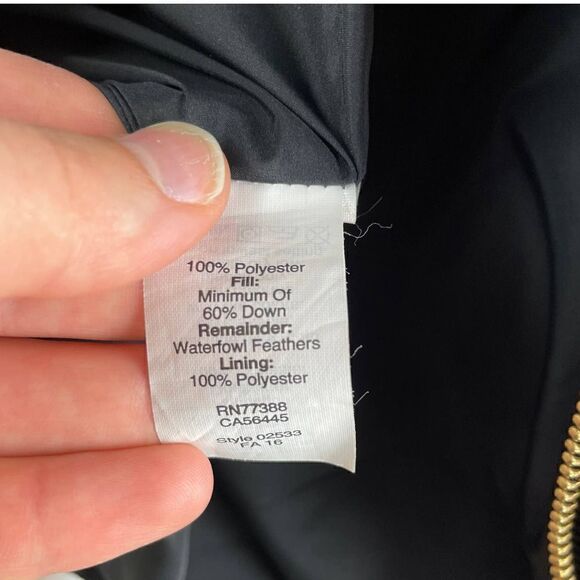 100% Polyester
Fill:
Minimum Of
60% Down
Remainder:
Waterfowl Feathers
Lining:
100% Polyester
RN77388
CA56445
Style 02533
FA 16